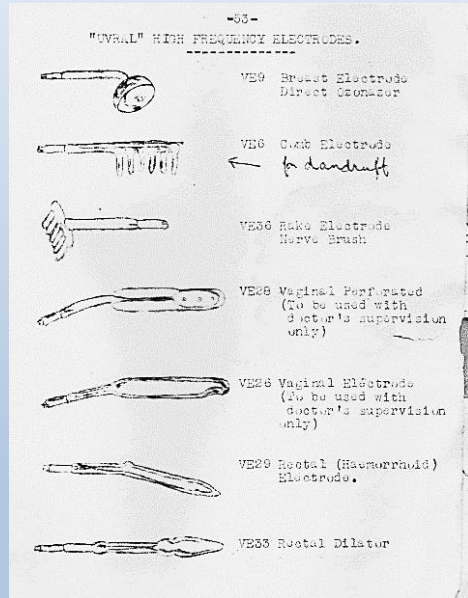 -53-
"UVRAL" HIGH FREQUENCY ELECTRODES.
VE9 Breast Electrode
Direct Ozonazer
VE6 Comb Electrode
← for dandruff
VE36 Rake Electrode
Nerve Brush
VE28 Vaginal Perforated
(To be used with
doctor's supervision
only)
VE26 Vaginal Electrode
(To be used with
doctor's supervision
only)
VE29 Rectal (Haemorrhoid)
Electrode.
VE33 Rectal Dilator